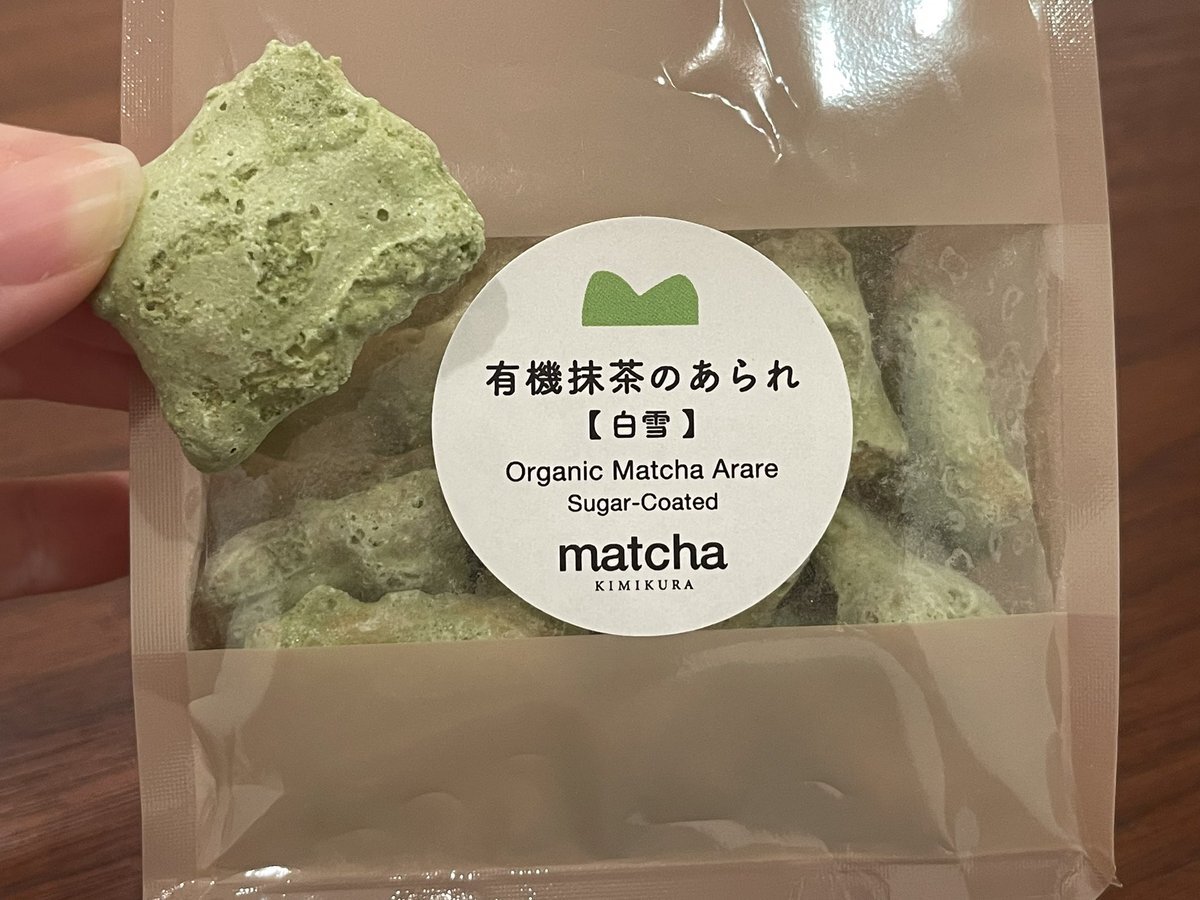 有機抹茶のあられ
【白雪】
Organic Matcha Arare
Sugar-Coated
matcha
KIMIKURA